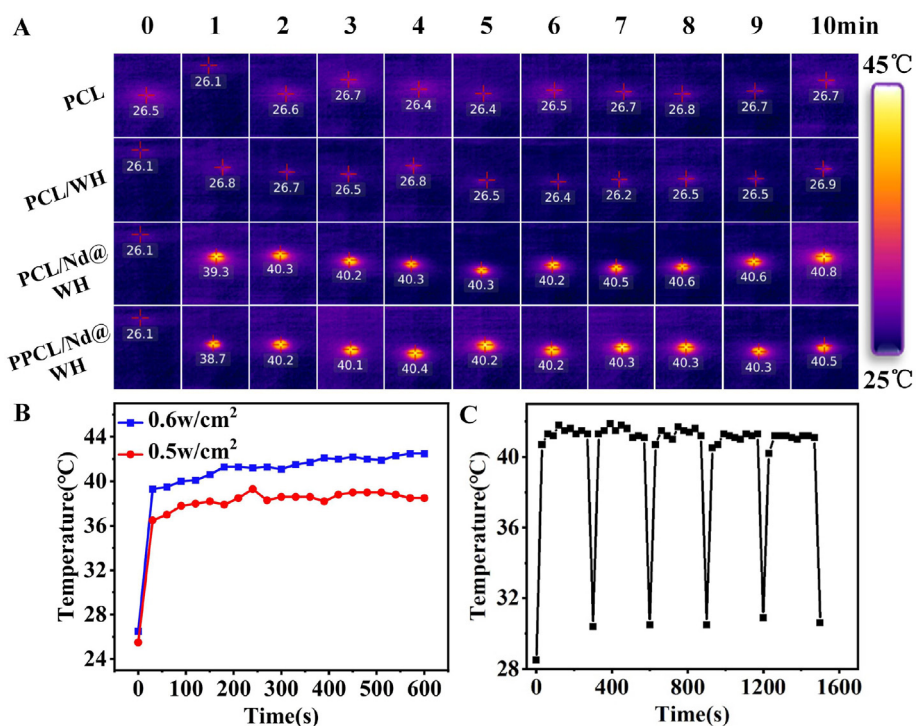 A 0 1 2 3 4 5 6 7 8 9 10min
PCL 26.5 26.1 26.6 26.7 26.4 26.4 26.5 26.7 26.8 26.7 26.7
PCL/WH 26.1 26.8 26.7 26.5 26.8 26.5 26.4 26.2 26.5 26.5 26.9
PCL/Nd@
WH
26.1 39.3 40.3 40.2 40.3 40.3 40.2 40.5 40.6 40.6 40.8
PPCL/Nd@
WH
26.1 38.7 40.2 40.1 40.4 40.2 40.2 40.3 40.3 40.3 40.5
45℃
25℃
B
0.6w/cm²
0.5w/cm²
Temperature(℃)
44
40
36
32
28
24
0 100 200 300 400 500 600
Time(s)
C
Temperature(℃)
40
36
32
28
0 400 800 1200 1600
Time(s)